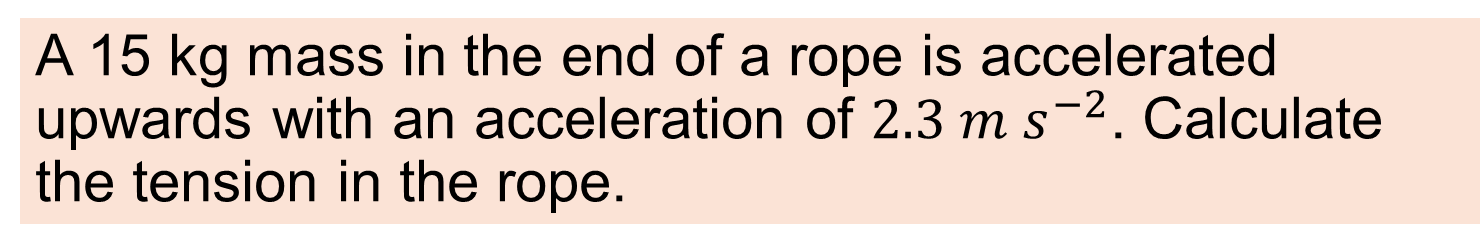 A 15 kg mass in the end of a rope is accelerated
upwards with an acceleration of 2.3 m s⁻². Calculate
the tension in the rope.